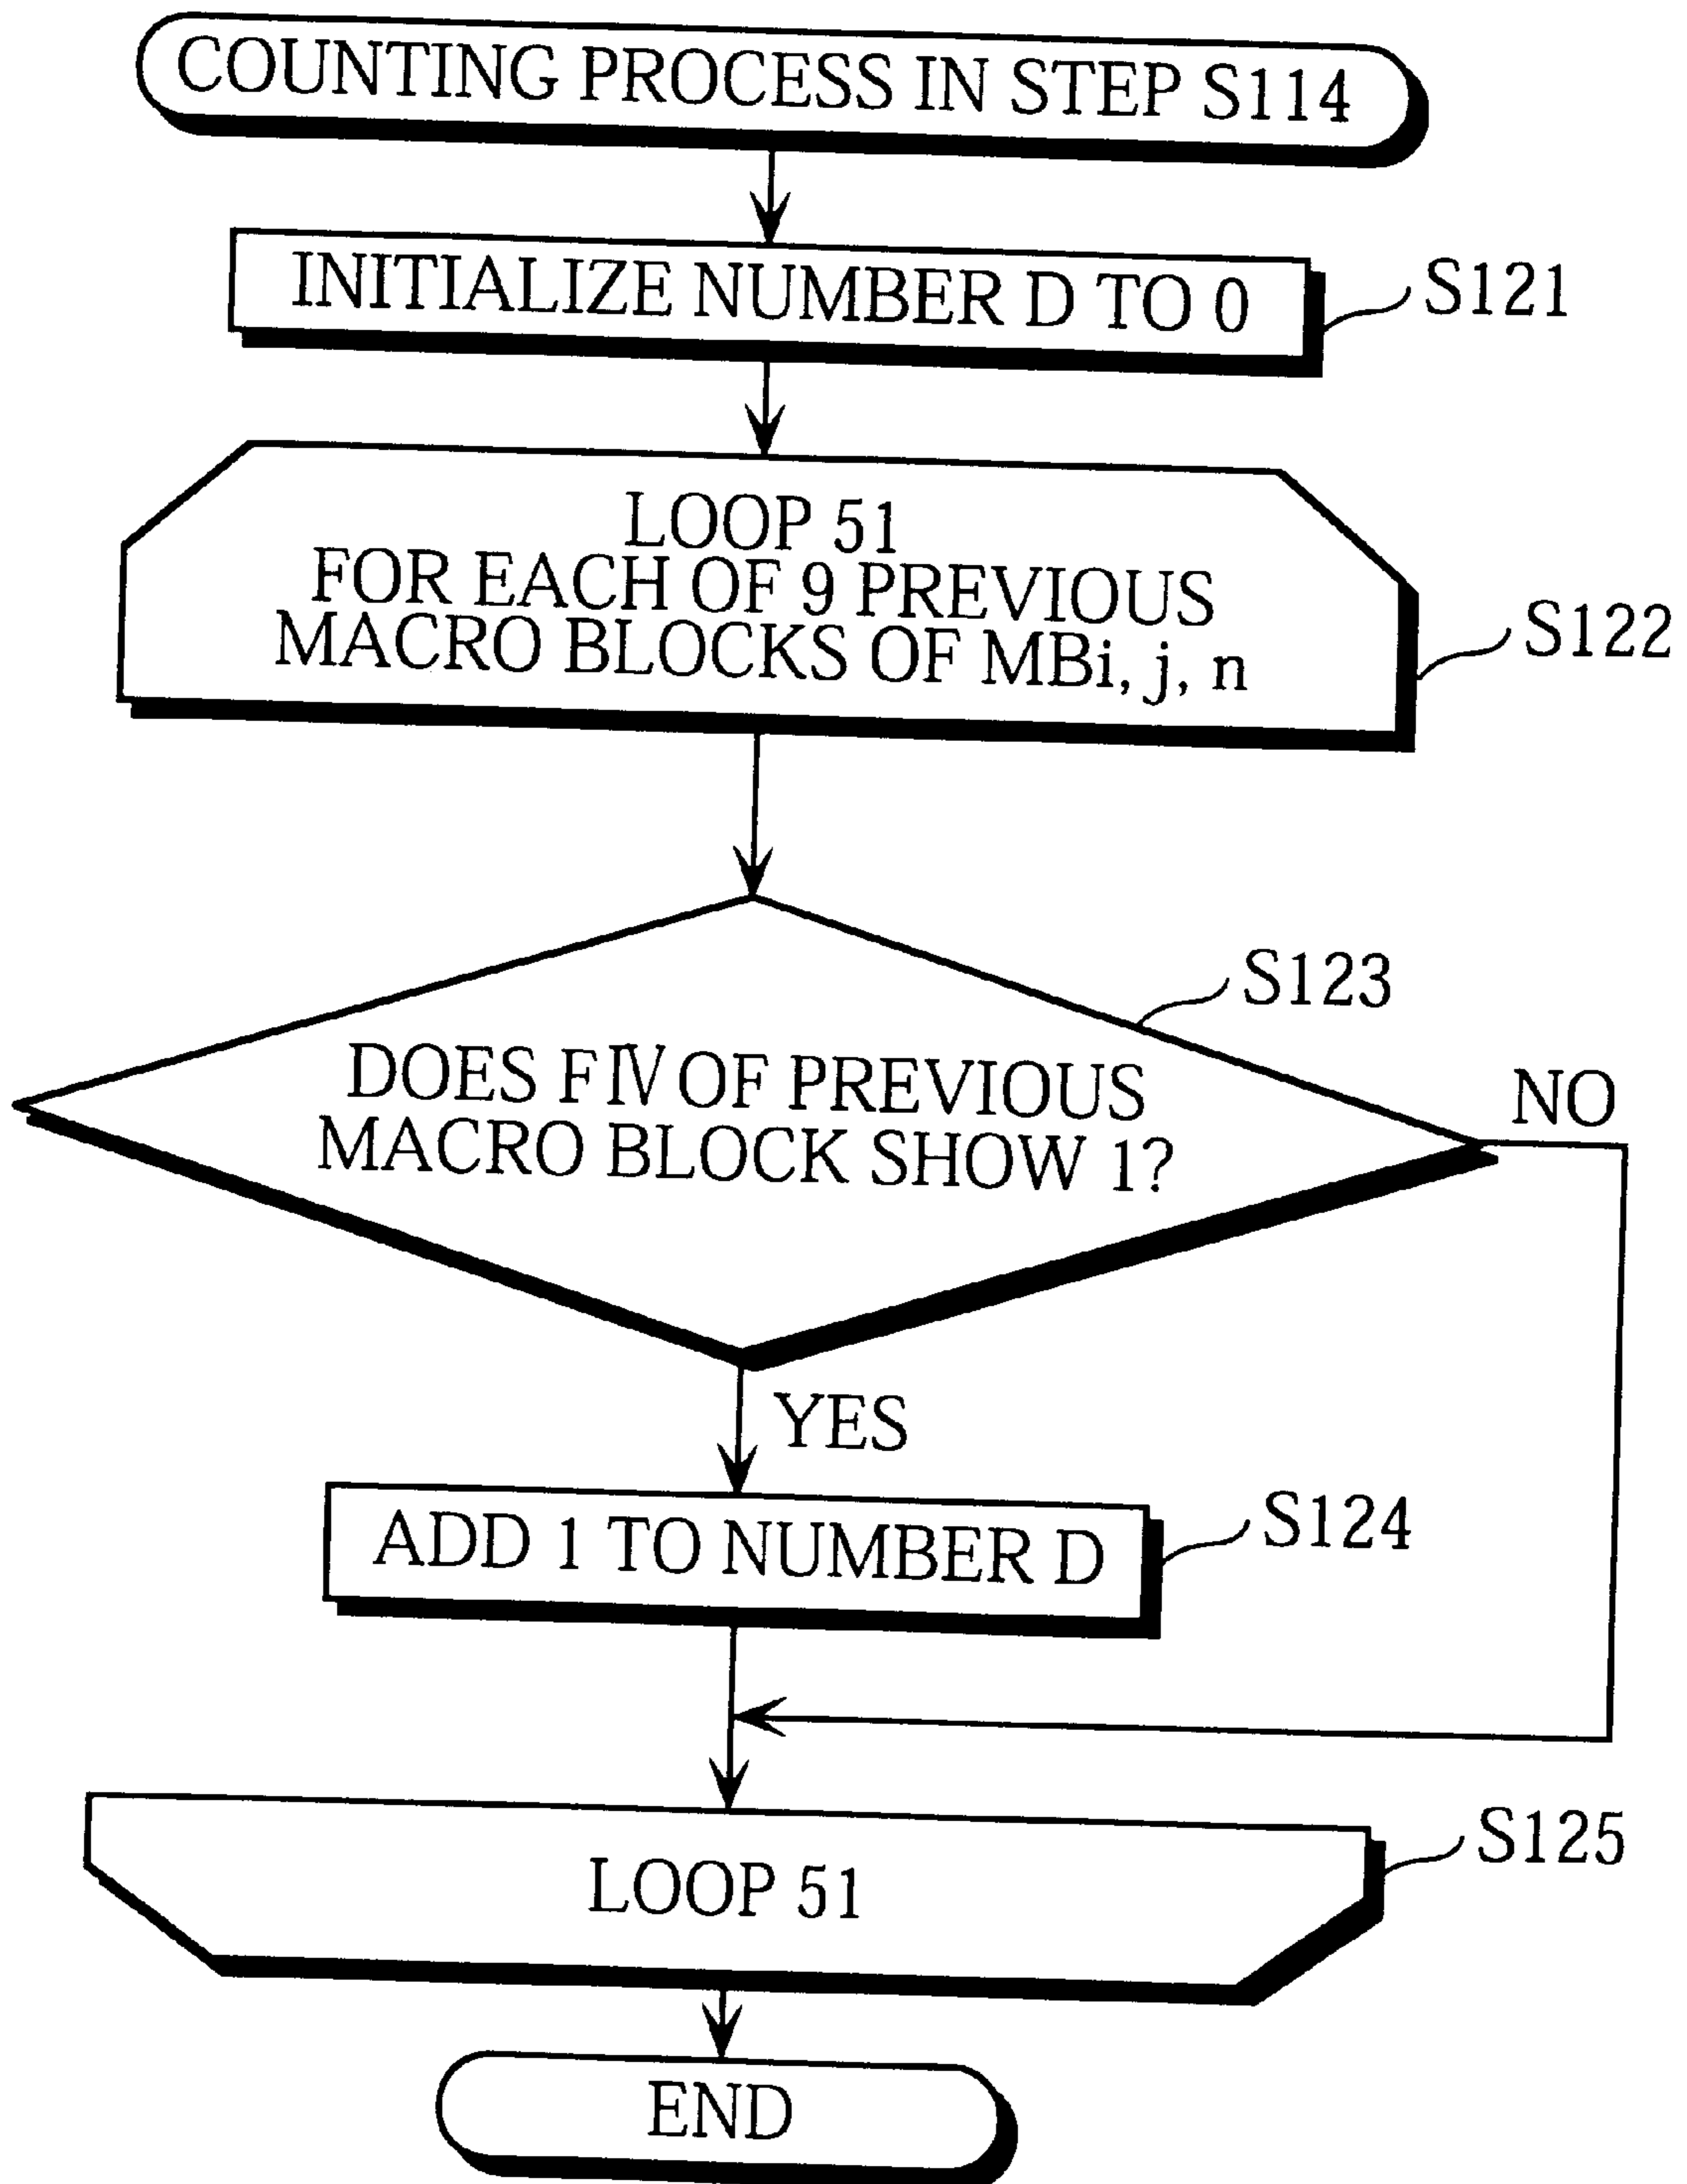 COUNTING PROCESS IN STEP S114
INITIALIZE NUMBER D TO 0
S121
LOOP 51
FOR EACH OF 9 PREVIOUS
MACRO BLOCKS OF MBi, j, n
S122
S123
DOES FⅣ OF PREVIOUS
MACRO BLOCK SHOW 1?
NO
YES
ADD 1 TO NUMBER D
S124
LOOP 51
S125
END